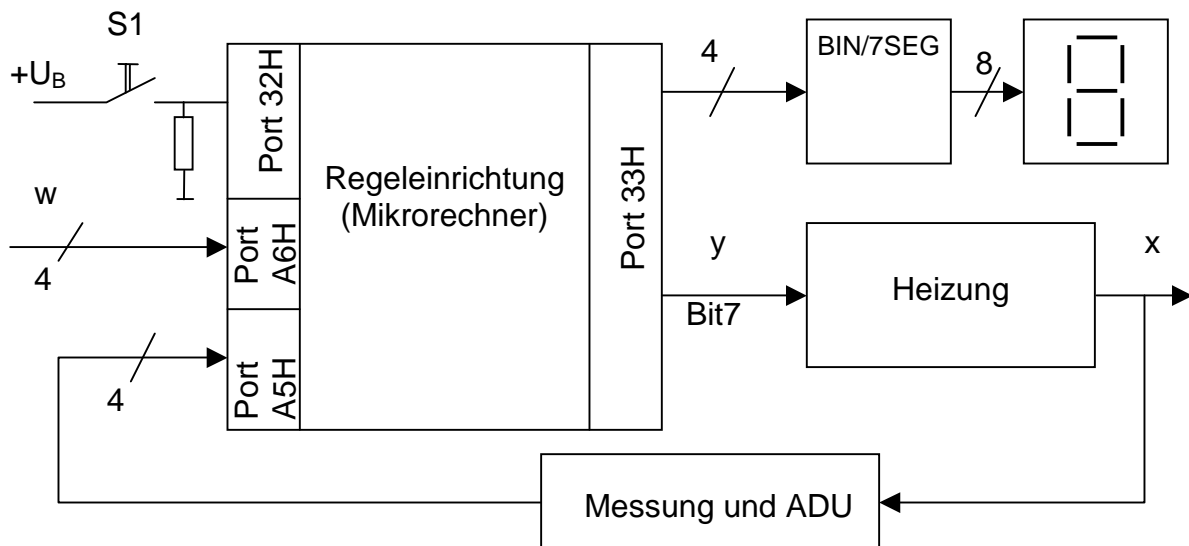 S1
+U_B
Port 32H
Regeleinrichtung
(Mikrorechner)
Port 33H
4
BIN/7SEG
8
w
4
Port
A6H
y
Bit7
Heizung
x
4
Port
A5H
Messung und ADU